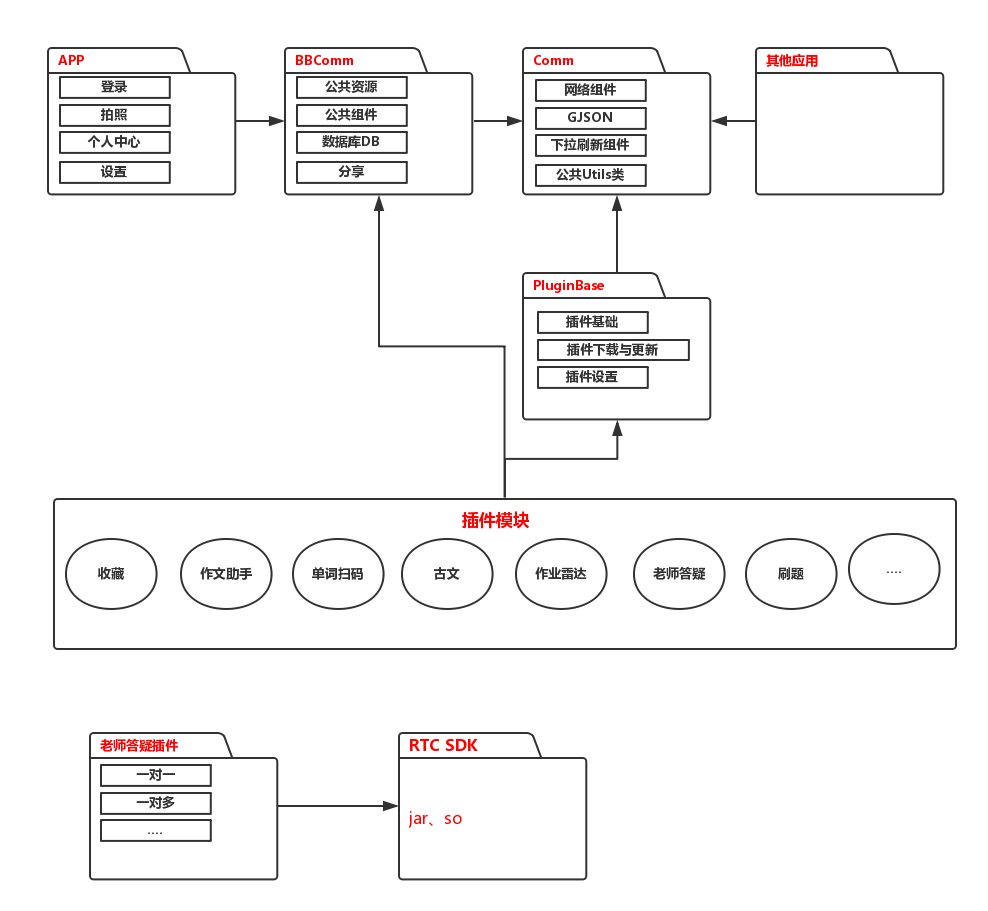 APP
登录
拍照
个人中心
设置
BBComm
公共资源
公共组件
数据库DB
分享
Comm
网络组件
GJSON
下拉刷新组件
公共Utils类
其他应用
PluginBase
插件基础
插件下载与更新
插件设置
插件模块
收藏
作文助手
单词扫码
古文
作业雷达
老师答疑
刷题
....
老师答疑插件
一对一
一对多
....
RTC SDK
jar、so